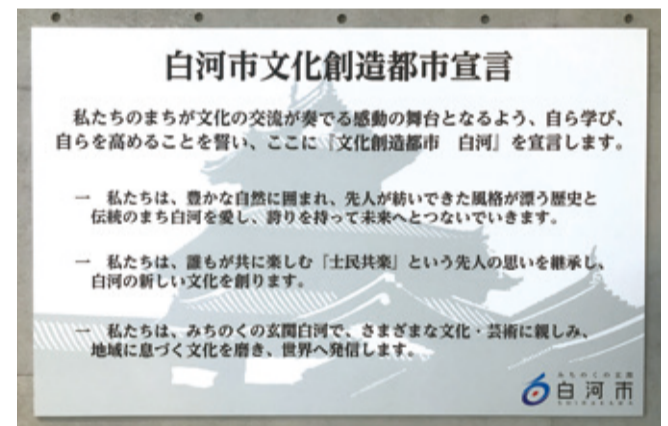 白河市文化創造都市宣言
私たちのまちが文化の交流が奏でる感動の舞台となるよう、自ら学び、
自らを高めることを誓い、ここに『文化創造都市　白河』を宣言します。
一　私たちは、豊かな自然に囲まれ、先人が紡いできた風格が漂う歴史と
伝統のまち白河を愛し、誇りを持って未来へとつないでいきます。
一　私たちは、誰もが共に楽しむ「士民共楽」という先人の思いを継承し、
白河の新しい文化を創ります。
一　私たちは、みちのくの玄関白河で、さまざまな文化・芸術に親しみ、
地域に息づく文化を磨き、世界へ発信します。
みちのくの玄関
白河市
SHIRAKAWA